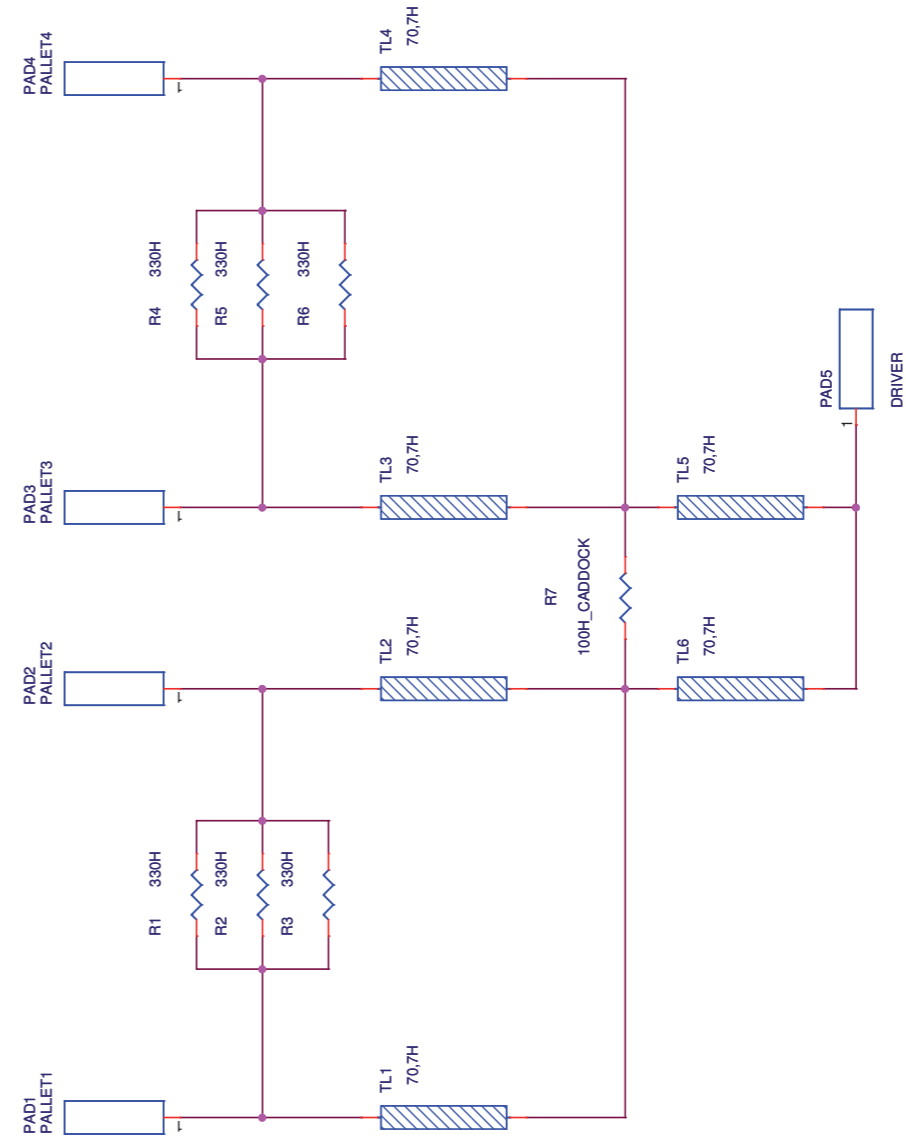 PAD4
PALLET4
1
TL4
70,7H
R4
330H
R5
330H
R6
330H
PAD5
1
DRIVER
PAD3
PALLET3
1
TL3
70,7H
TL5
70,7H
R7
100H_CADDOCK
PAD2
PALLET2
1
TL2
70,7H
TL6
70,7H
R1
330H
R2
330H
R3
330H
PAD1
PALLET1
1
TL1
70,7H